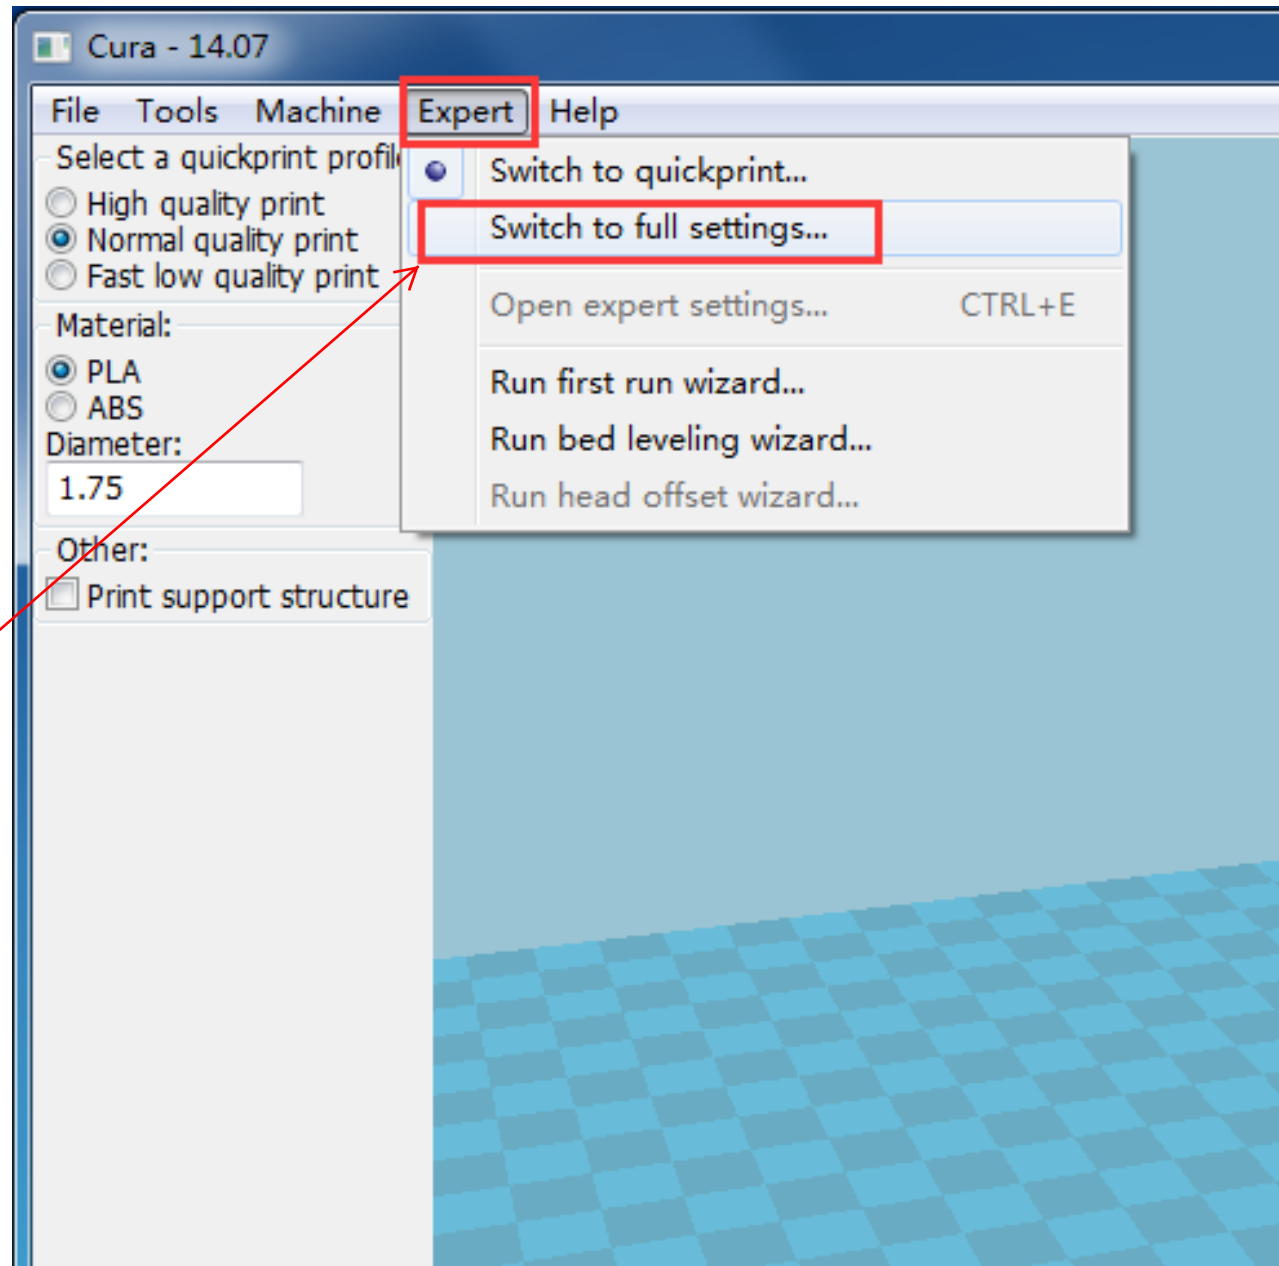 Cura - 14.07
File Tools Machine Expert Help
Select a quickprint profile
High quality print
Normal quality print
Fast low quality print
Material:
PLA
ABS
Diameter:
1.75
Other:
Print support structure
Switch to quickprint...
Switch to full settings...
Open expert settings... CTRL+E
Run first run wizard...
Run bed leveling wizard...
Run head offset wizard...